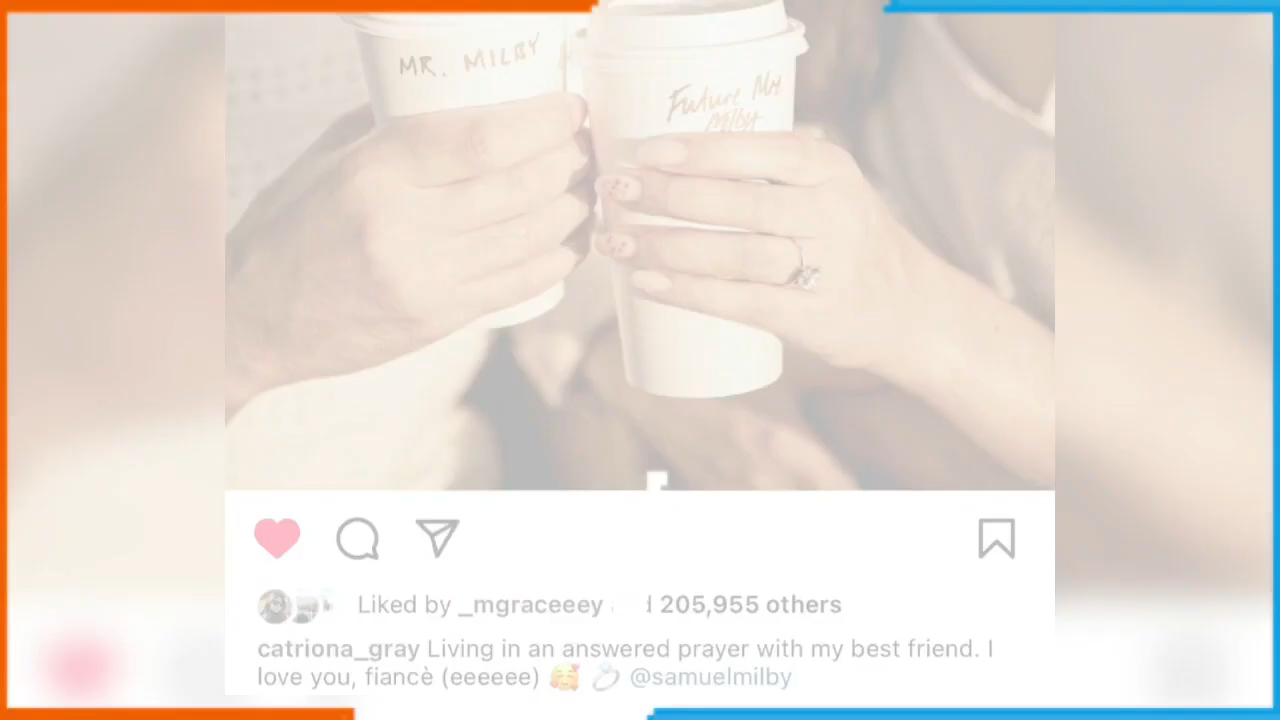 MR. MILBY
Future Mrs.
Milby
Liked by _mgraceeey 205,955 others
catriona_gray Living in an answered prayer with my best friend. I
love you, fiancè (eeeeee) 🥰 💍 @samuelmilby